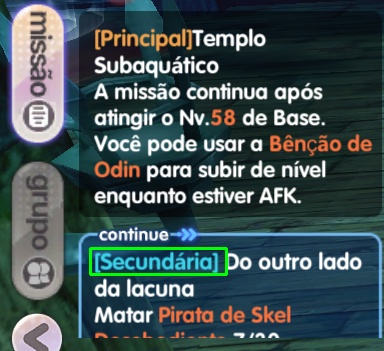 missão
grupo
[Principal]Templo
Subaquático
A missão continua após
atingir o Nv.58 de Base.
Você pode usar a Bênção de
Odin para subir de nível
enquanto estiver AFK.
continue
[Secundária] Do outro lado
da lacuna
Matar Pirata de Skel